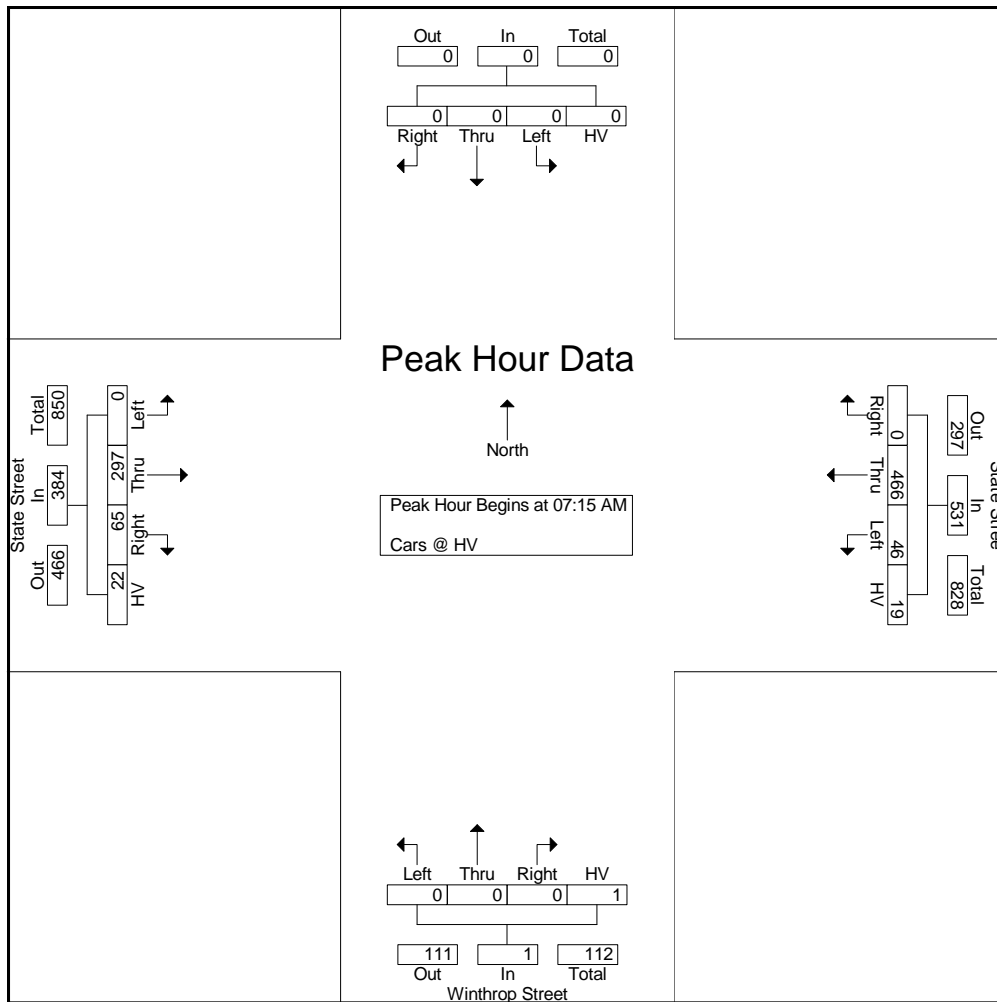 Out In Total
0 0 0
0 0 0 0
Right Thru Left HV
Peak Hour Data
North
Peak Hour Begins at 07:15 AM
Cars @ HV
State Street
Out In Total
466 384 850
22 65 297 0
HV Right Thru Left
Right Thru Left HV
0 466 46 19
297 531 828
Out In Total
State Stree
Left Thru Right HV
0 0 0 1
111 1 112
Out In Total
Winthrop Street